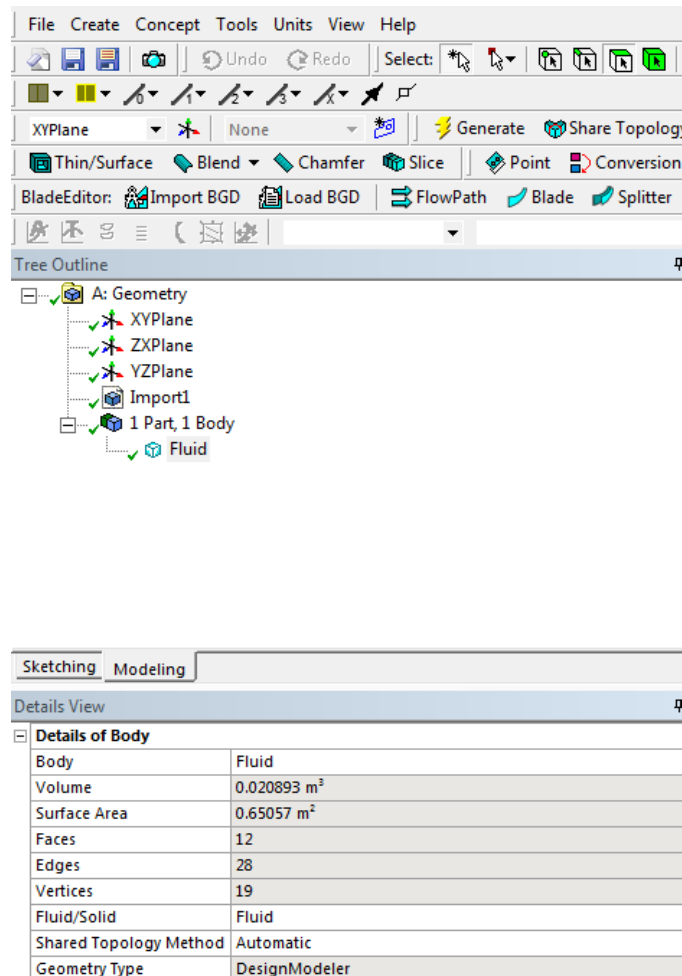 File Create Concept Tools Units View Help
Undo Redo Select:
XYPlane None Generate Share Topology
Thin/Surface Blend Chamfer Slice Point Conversion
BladeEditor: Import BGD Load BGD FlowPath Blade Splitter
Tree Outline
A: Geometry
XYPlane
ZXPlane
YZPlane
Import1
1 Part, 1 Body
Fluid
Sketching Modeling
Details View
Details of Body
Body Fluid
Volume 0.020893 m³
Surface Area 0.65057 m²
Faces 12
Edges 28
Vertices 19
Fluid/Solid Fluid
Shared Topology Method Automatic
Geometry Type DesignModeler